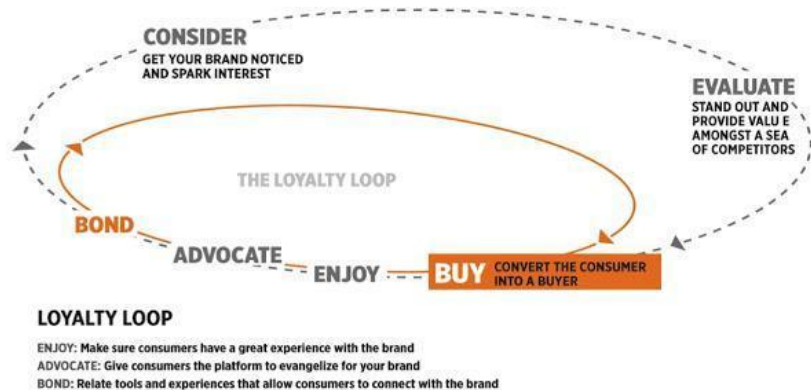 CONSIDER
GET YOUR BRAND NOTICED
AND SPARK INTEREST
EVALUATE
STAND OUT AND
PROVIDE VALU E
AMONGST A SEA
OF COMPETITORS
THE LOYALTY LOOP
BOND
ADVOCATE
ENJOY
BUY CONVERT THE CONSUMER
INTO A BUYER
LOYALTY LOOP
ENJOY: Make sure consumers have a great experience with the brand
ADVOCATE: Give consumers the platform to evangelize for your brand
BOND: Relate tools and experiences that allow consumers to connect with the brand